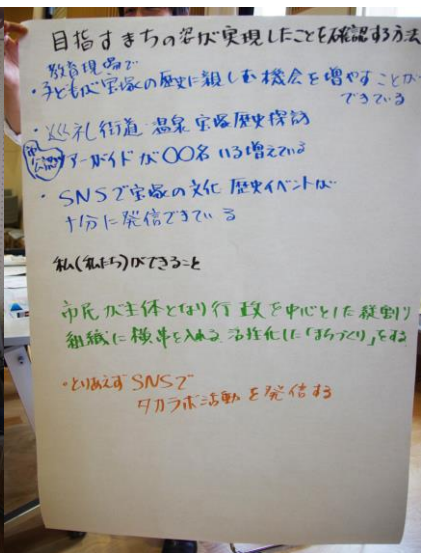 目指すまちの姿が実現したことを確認する方法
教育現場で
・子どもが宝塚の歴史に親しむ機会を増やすことが
できている
・巡礼街道 温泉 宝塚歴史探訪
市公認
ツアーガイドが〇〇名いる増えている
・SNSで宝塚の文化 歴史イベントが
十分に発信できている
私(私たち)ができること
市民が主体となり行政を中心とした縦割り
組織に横串を入れる 活性化した「まちづくり」をする
・とりあえず SNSで
タカラボ活動を発信する